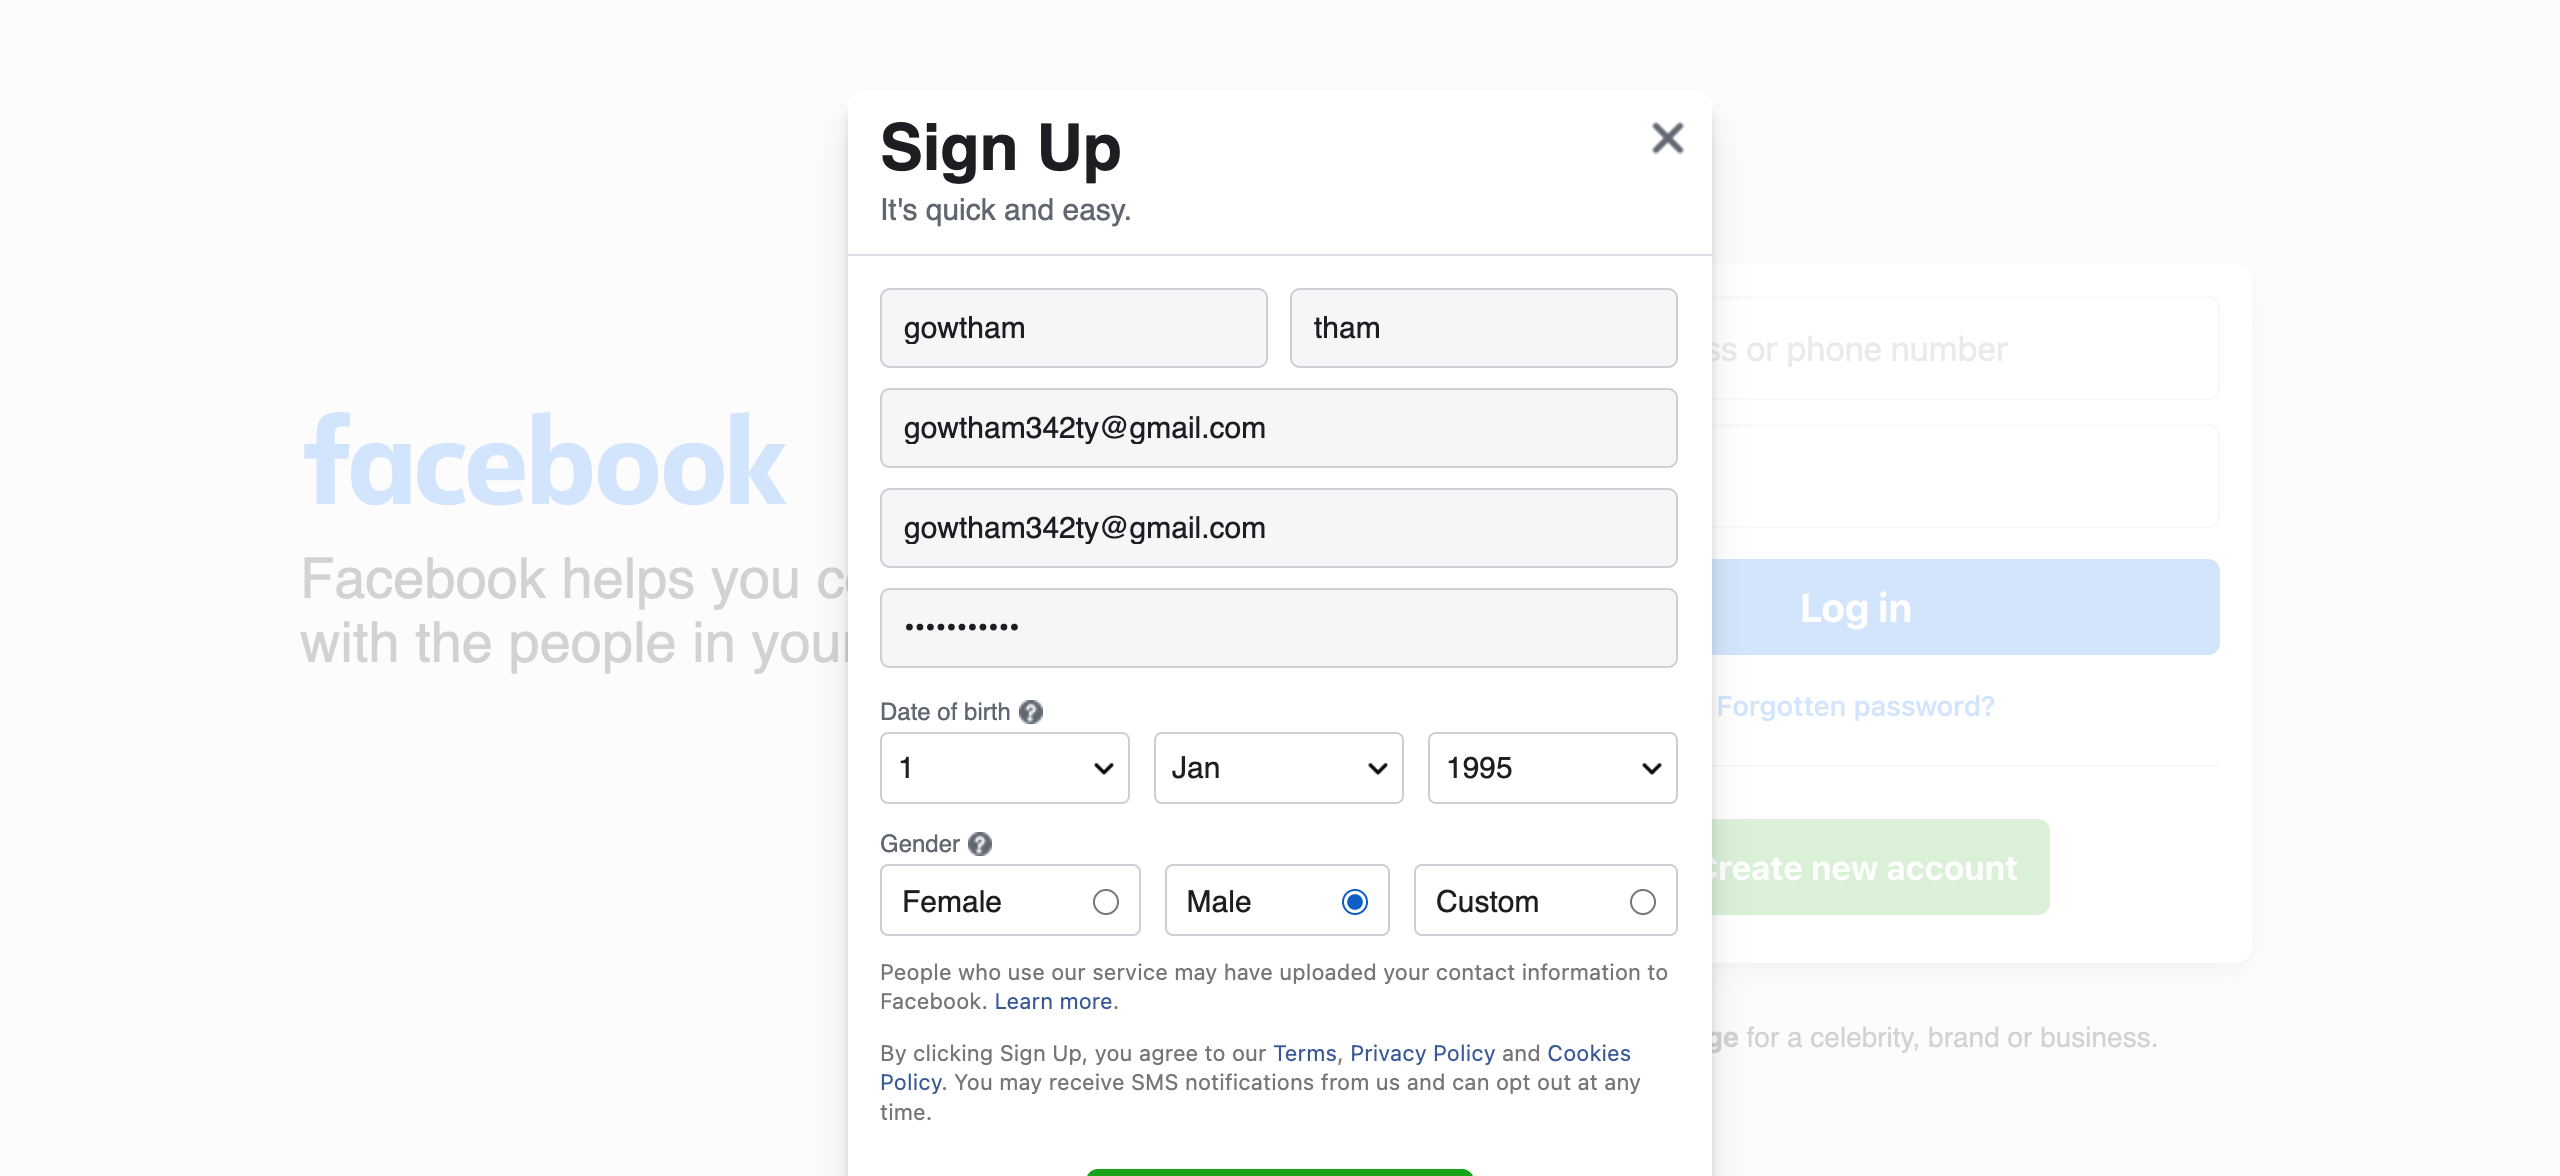 Sign Up
It's quick and easy.
gowtham
tham
gowtham342ty@gmail.com
gowtham342ty@gmail.com
•••••••••••
Date of birth ?
1
Jan
1995
Gender ?
Female
Male
Custom
People who use our service may have uploaded your contact information to
Facebook. Learn more.
By clicking Sign Up, you agree to our Terms, Privacy Policy and Cookies
Policy. You may receive SMS notifications from us and can opt out at any
time.
facebook
Facebook helps you
with the people in your
or phone number
Log in
Forgotten password?
Create new account
for a celebrity, brand or business.